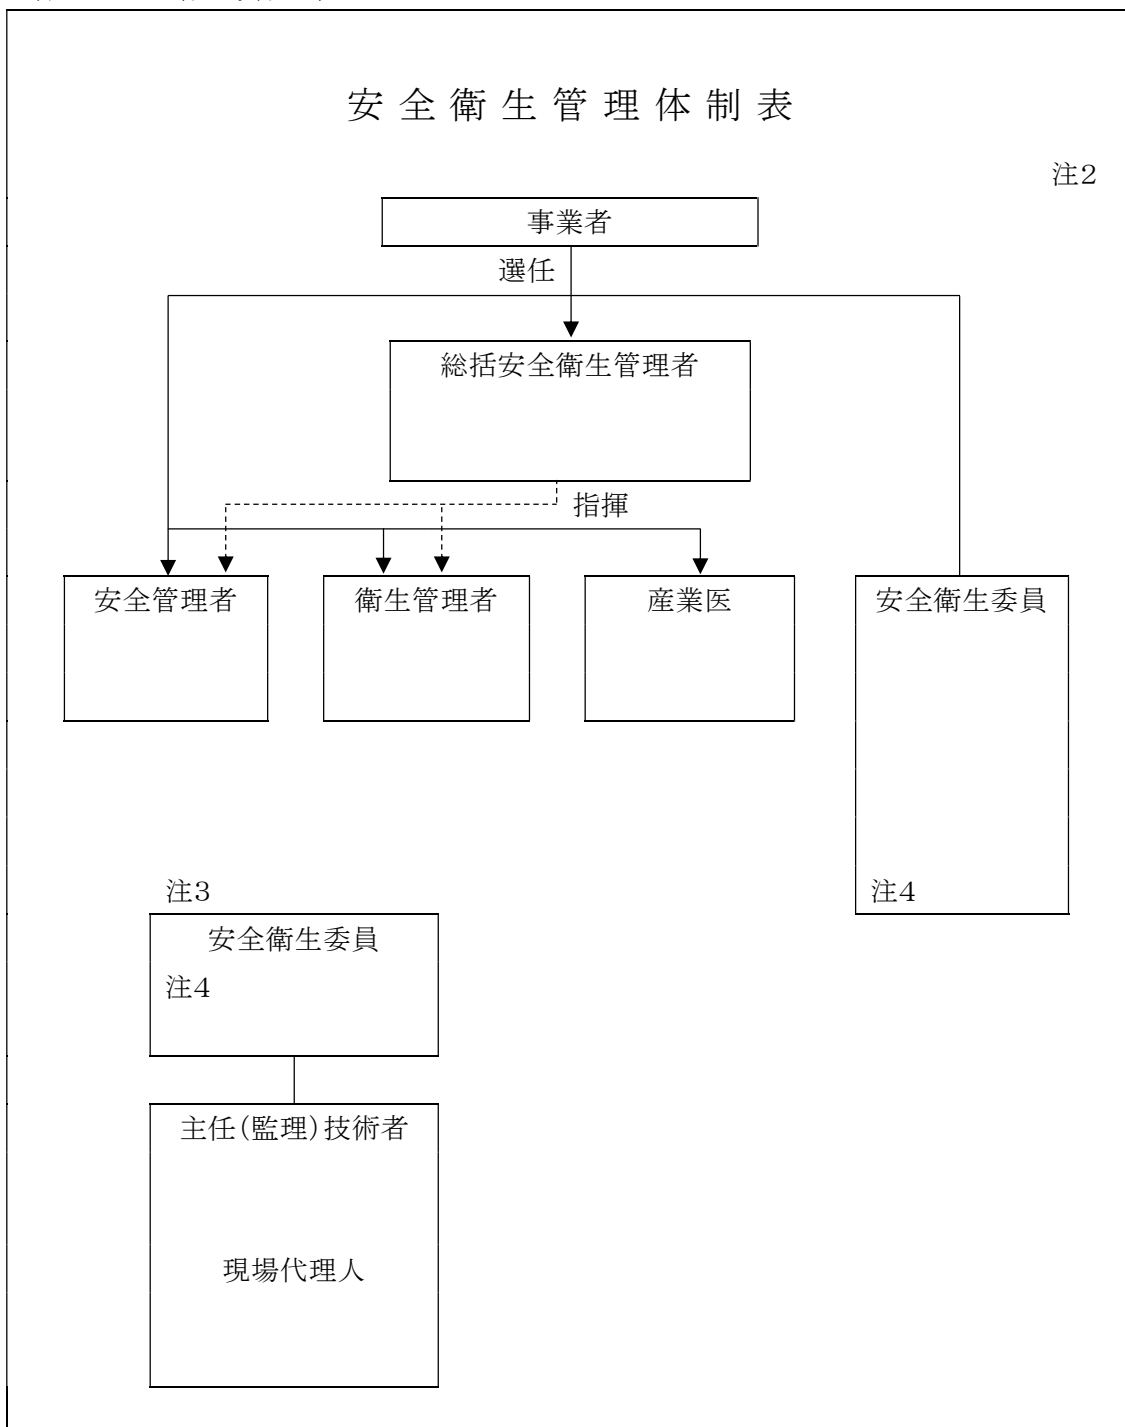 安全衛生管理体制表
注2
事業者
選任
総括安全衛生管理者
指揮
安全管理者
衛生管理者
産業医
安全衛生委員
注4
注3
安全衛生委員
注4
主任(監理)技術者
現場代理人